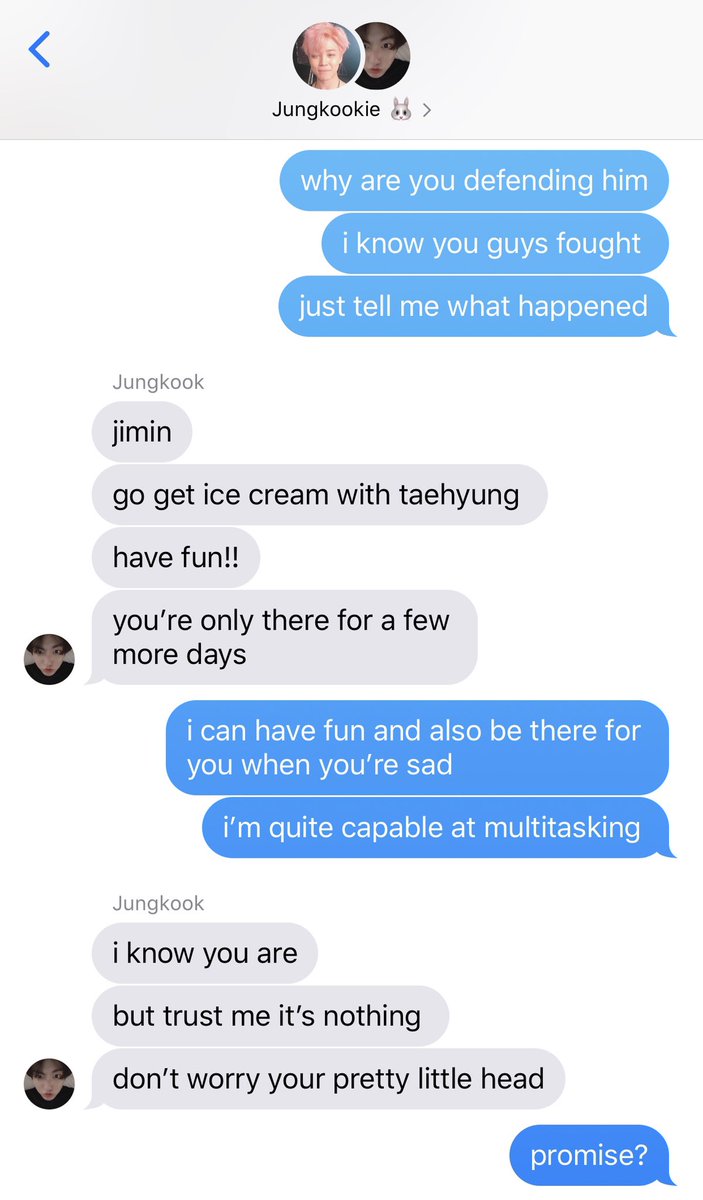 Jungkookie 🐰
why are you defending him
i know you guys fought
just tell me what happened
Jungkook
jimin
go get ice cream with taehyung
have fun!!
you’re only there for a few
more days
i can have fun and also be there for
you when you’re sad
i’m quite capable at multitasking
Jungkook
i know you are
but trust me it’s nothing
don’t worry your pretty little head
promise?